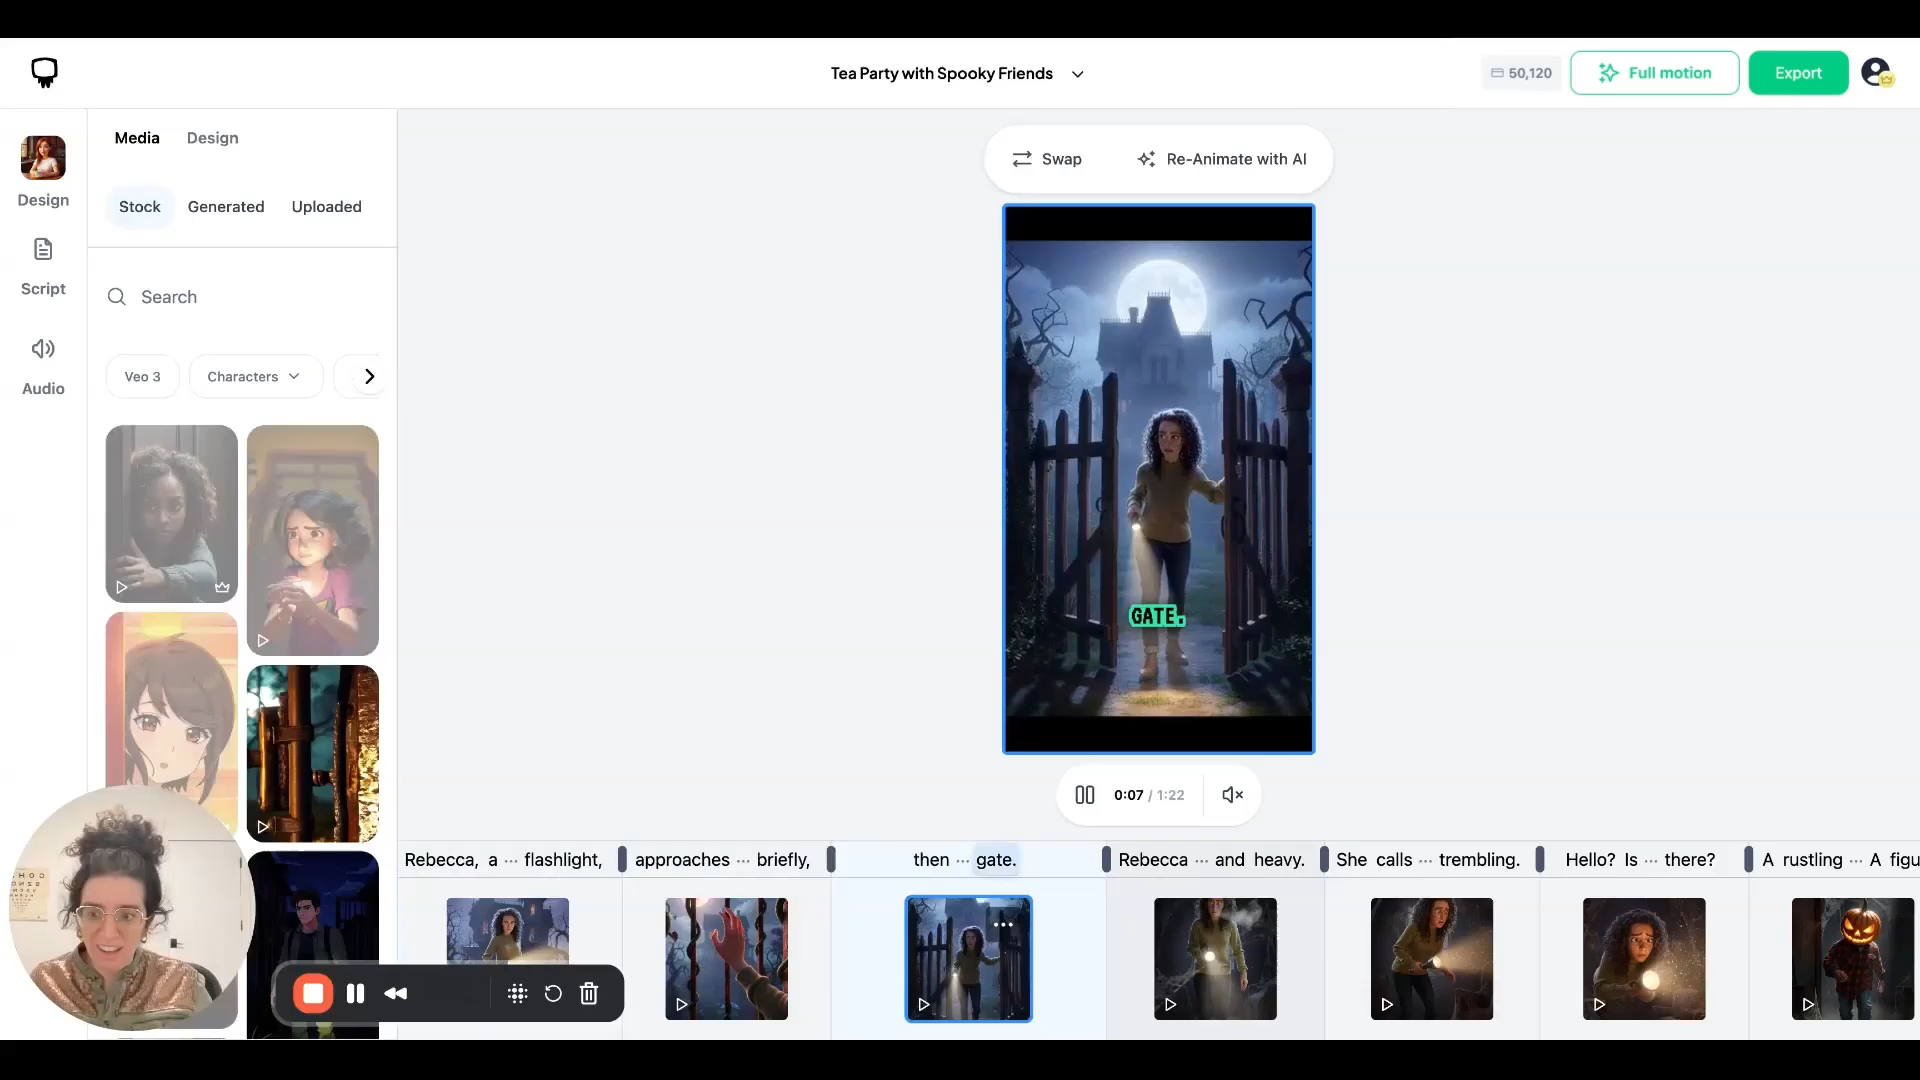 Tea Party with Spooky Friends
50,120
Full motion
Export
Design
Script
Audio
Media Design
Stock Generated Uploaded
Search
Veo 3
Characters
Swap
Re-Animate with AI
GATE.
0:07 / 1:22
Rebecca, a ··· flashlight,
approaches ··· briefly,
then ··· gate.
Rebecca ··· and heavy.
She calls ··· trembling.
Hello? Is ··· there?
A rustling ··· A figu